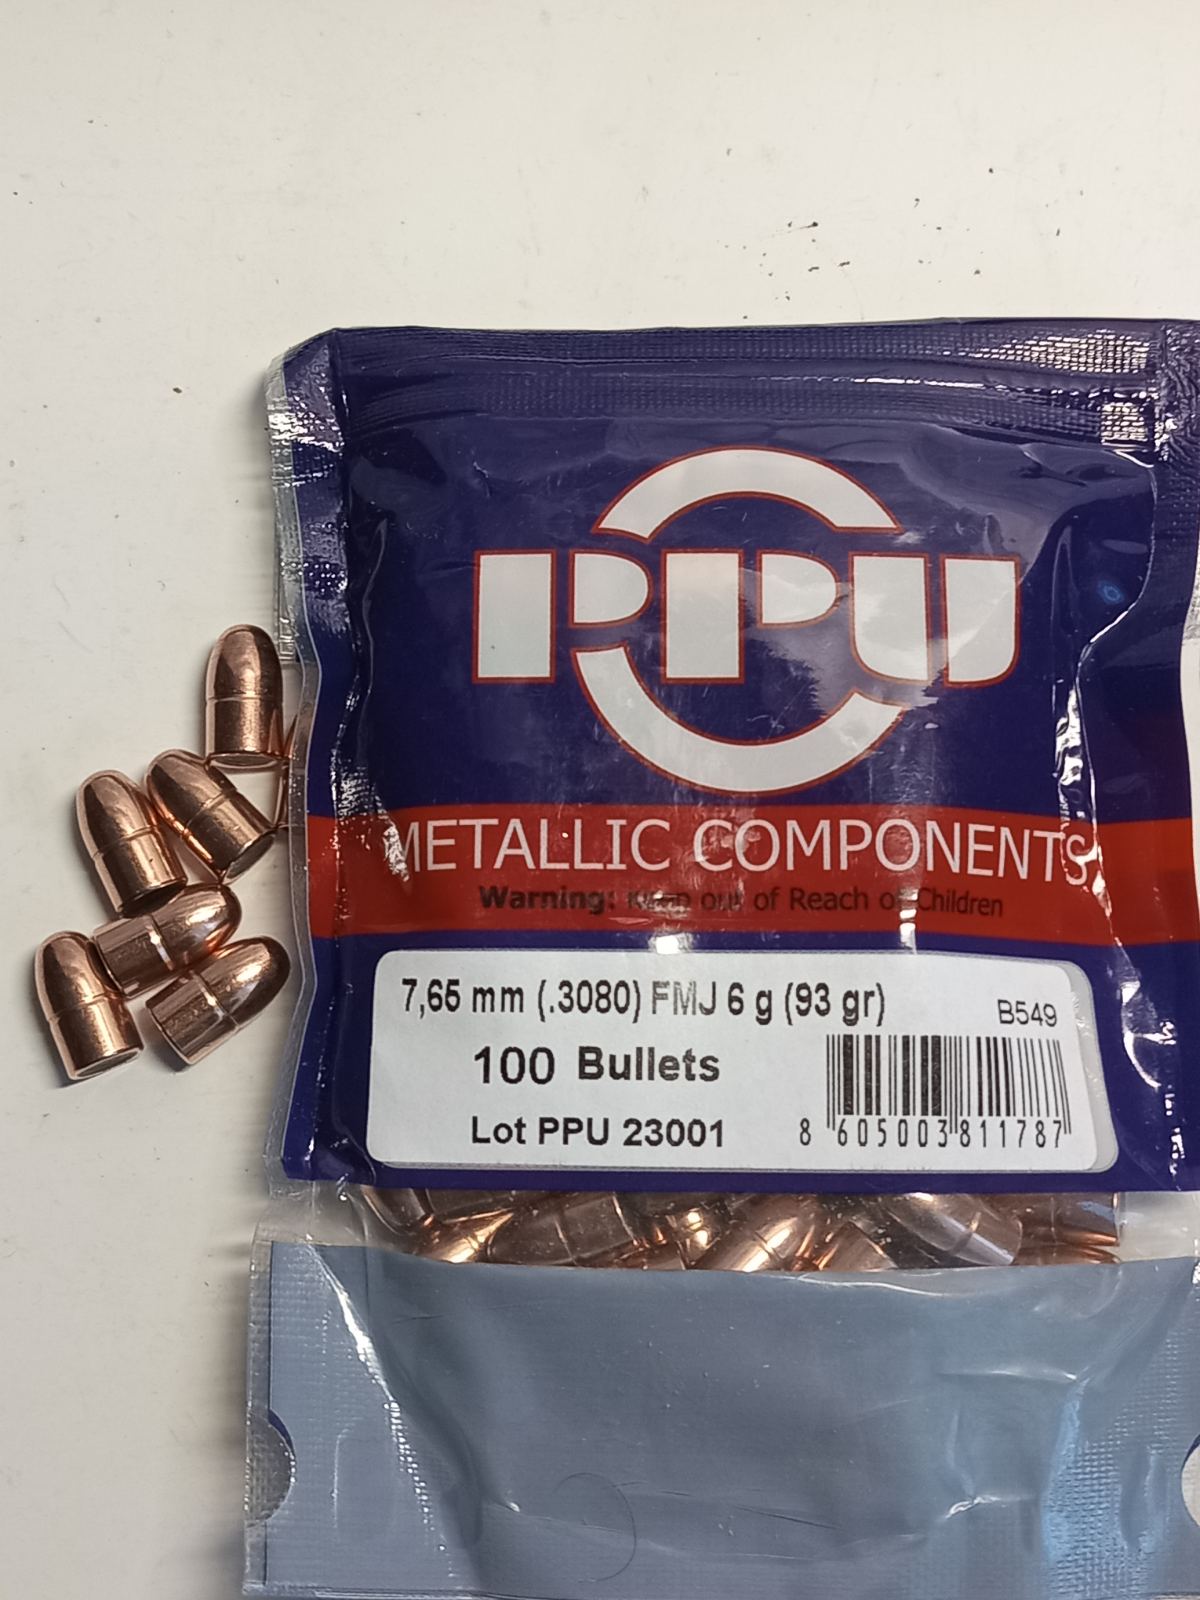 PPU
METALLIC COMPONENTS
Warning: Keep out of Reach of Children
7,65 mm (.3080) FMJ 6 g (93 gr)
B549
100 Bullets
Lot PPU 23001
8 605003 811787